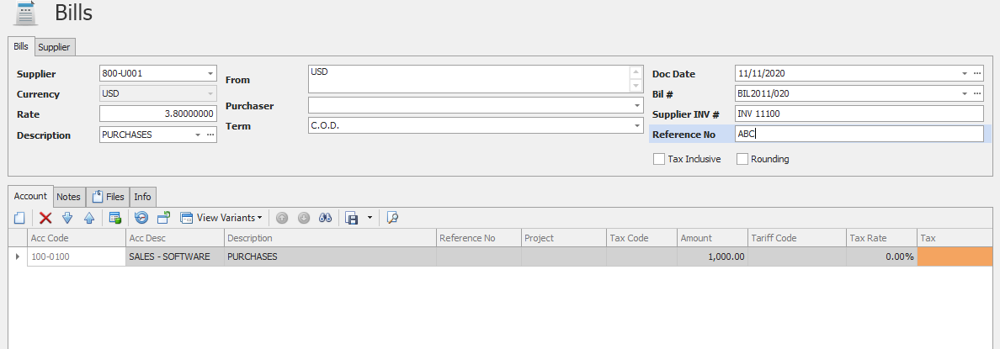 Bills
Bills Supplier
Supplier 800-U001 From USD Doc Date 11/11/2020
Currency USD Bil # BIL2011/020
Rate 3.80000000 Purchaser Supplier INV # INV 11100
Description PURCHASES Term C.O.D. Reference No ABC
Tax Inclusive Rounding
Account Notes Files Info
View Variants
Acc Code Acc Desc Description Reference No Project Tax Code Amount Tariff Code Tax Rate Tax
100-0100 SALES - SOFTWARE PURCHASES 1,000.00 0.00%